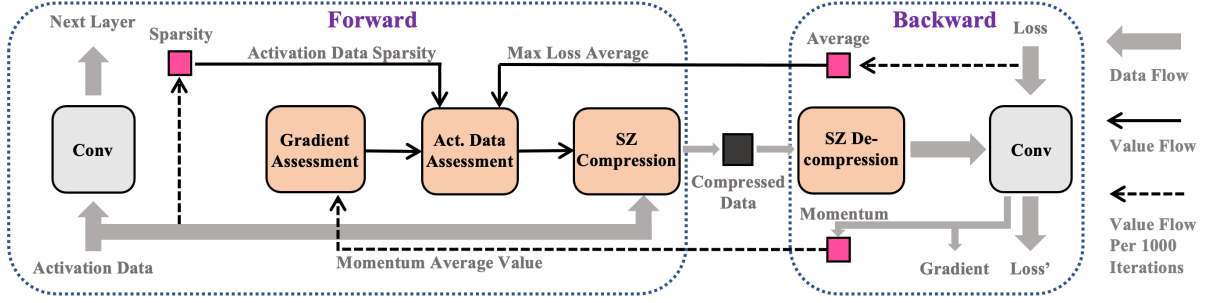 Forward
Backward
Next Layer
Sparsity
Activation Data Sparsity
Max Loss Average
Average
Loss
Data Flow
Conv
Gradient
Assessment
Act. Data
Assessment
SZ
Compression
Compressed
Data
SZ De-
compression
Conv
Value Flow
Activation Data
Momentum Average Value
Momentum
Gradient
Loss’
Value Flow
Per 1000
Iterations